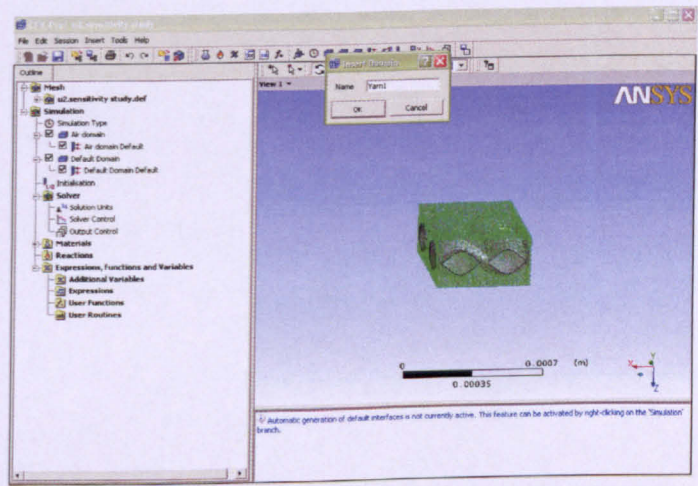 File Edit Session Insert Tools Help
Outline
Mesh
su2.sensitivity study.def
Simulation
Simulation Type
Air domain
Air domain Default
Default Domain
Default Domain Default
Initialisation
Solver
Solution Units
Solver Control
Output Control
Materials
Reactions
Expressions, Functions and Variables
Additional Variables
Expressions
User Functions
User Routines
Insert Domain
Name Yarn1
OK Cancel
View 1
ANSYS
0 0.0007 (m)
0.00035
X Y Z
Automatic generation of default interfaces is not currently active. This feature can be activated by right-clicking on the 'Simulation'
branch.